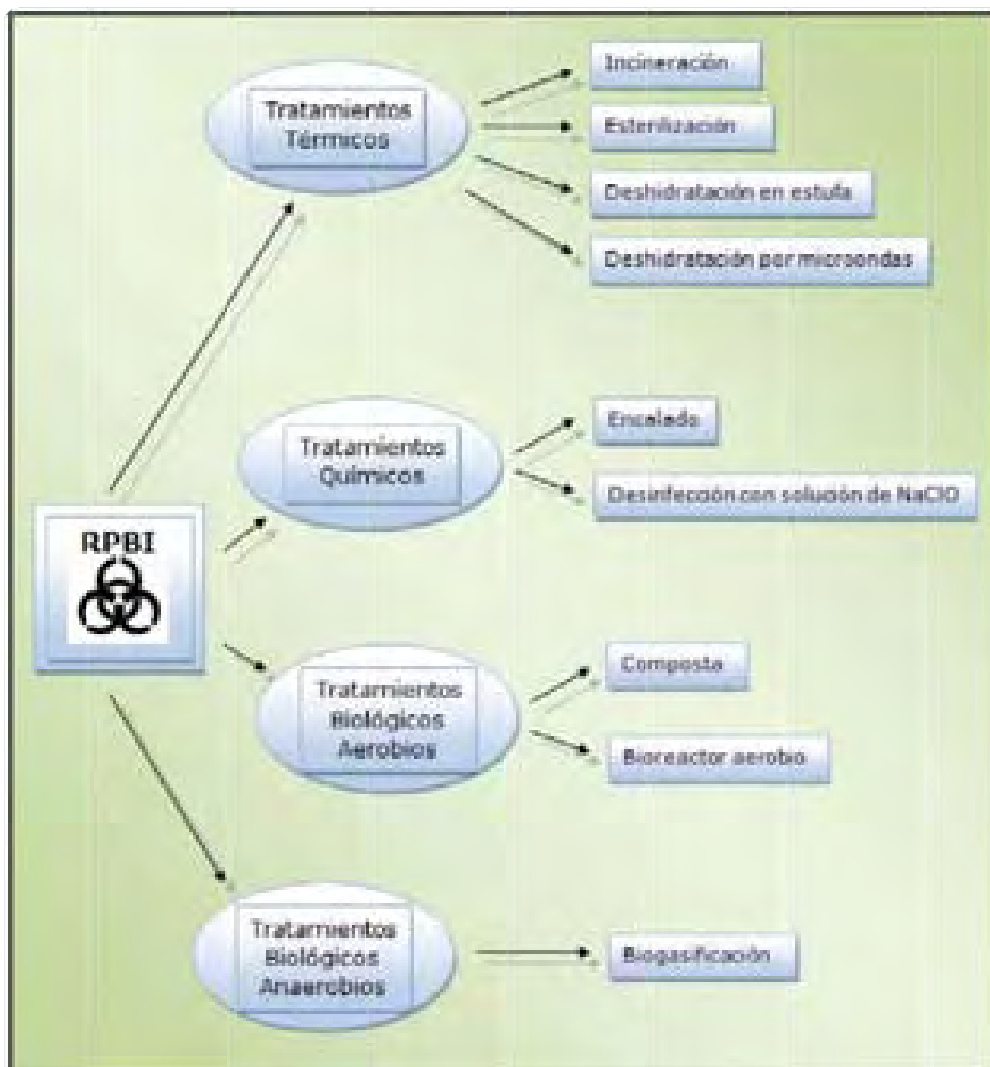 Tratamientos
Térmicos
Incineración
Esterilización
Deshidratación en estufa
Deshidratación por microondas
Tratamientos
Químicos
Encalado
Desinfección con solución de NaClO
RPBI
Tratamientos
Biológicos
Aerobios
Composta
Bioreactor aerobio
Tratamientos
Biológicos
Anaerobios
Biogasificación